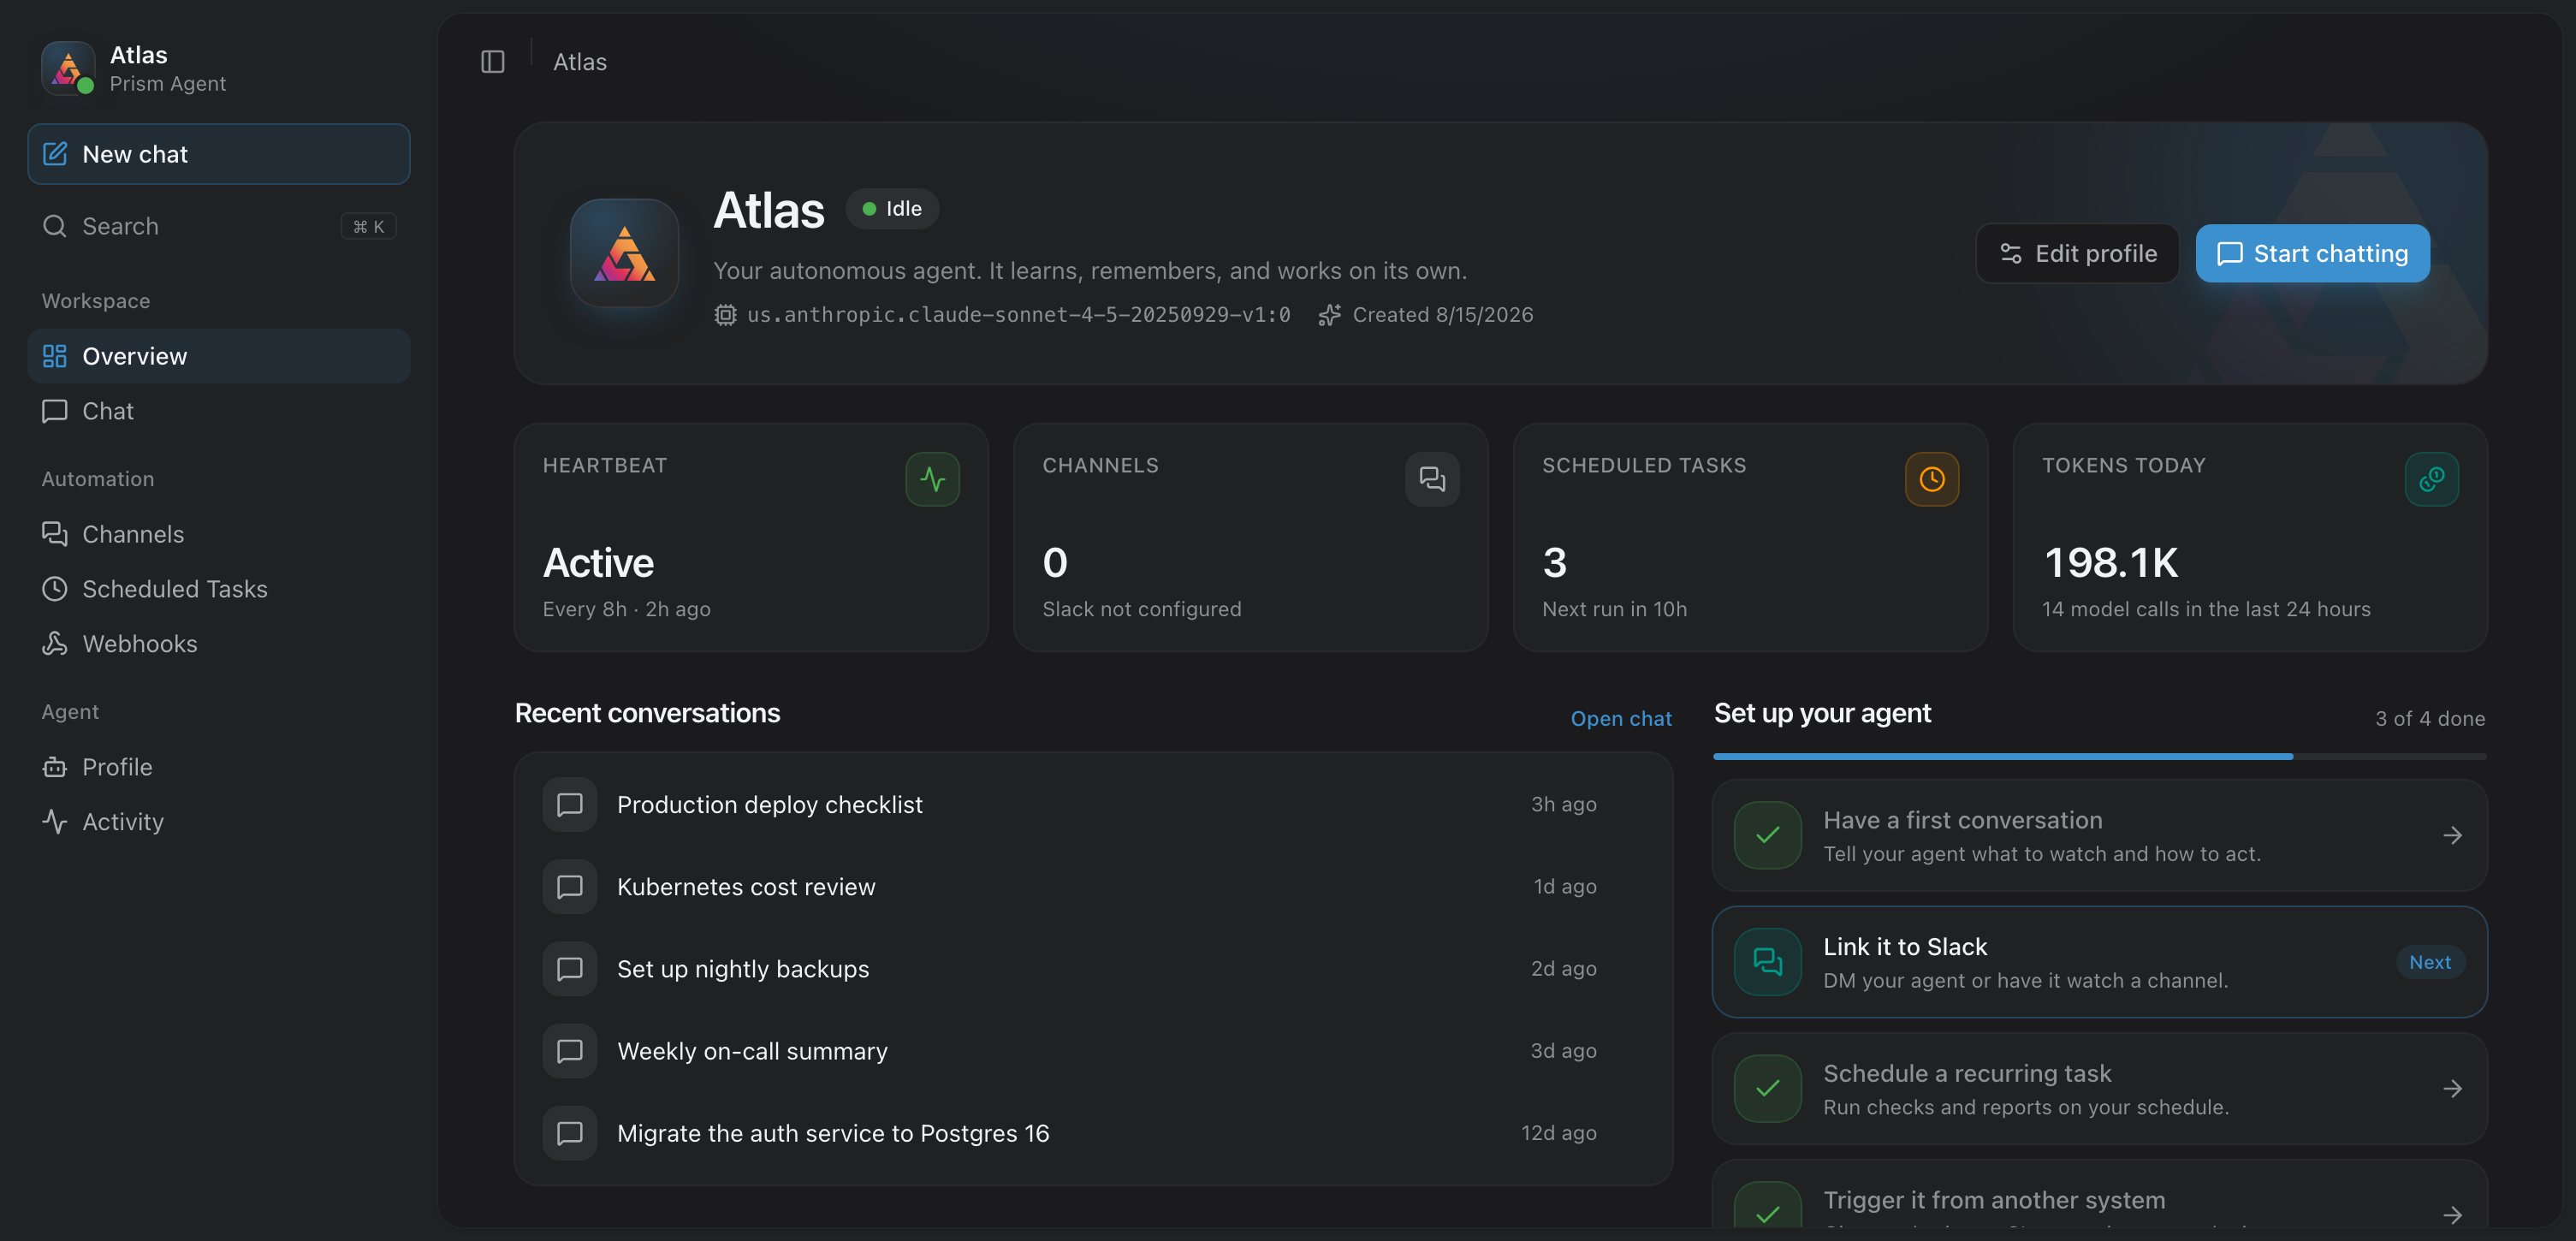 Atlas
Prism Agent
New chat
Search
⌘ K
Workspace
Overview
Chat
Automation
Channels
Scheduled Tasks
Webhooks
Agent
Profile
Activity
Atlas
Atlas
Idle
Your autonomous agent. It learns, remembers, and works on its own.
us.anthropic.claude-sonnet-4-5-20250929-v1:0
Created 8/15/2026
Edit profile
Start chatting
HEARTBEAT
Active
Every 8h · 2h ago
CHANNELS
0
Slack not configured
SCHEDULED TASKS
3
Next run in 10h
TOKENS TODAY
198.1K
14 model calls in the last 24 hours
Recent conversations
Open chat
Production deploy checklist
3h ago
Kubernetes cost review
1d ago
Set up nightly backups
2d ago
Weekly on-call summary
3d ago
Migrate the auth service to Postgres 16
12d ago
Set up your agent
3 of 4 done
Have a first conversation
Tell your agent what to watch and how to act.
Link it to Slack
DM your agent or have it watch a channel.
Next
Schedule a recurring task
Run checks and reports on your schedule.
Trigger it from another system